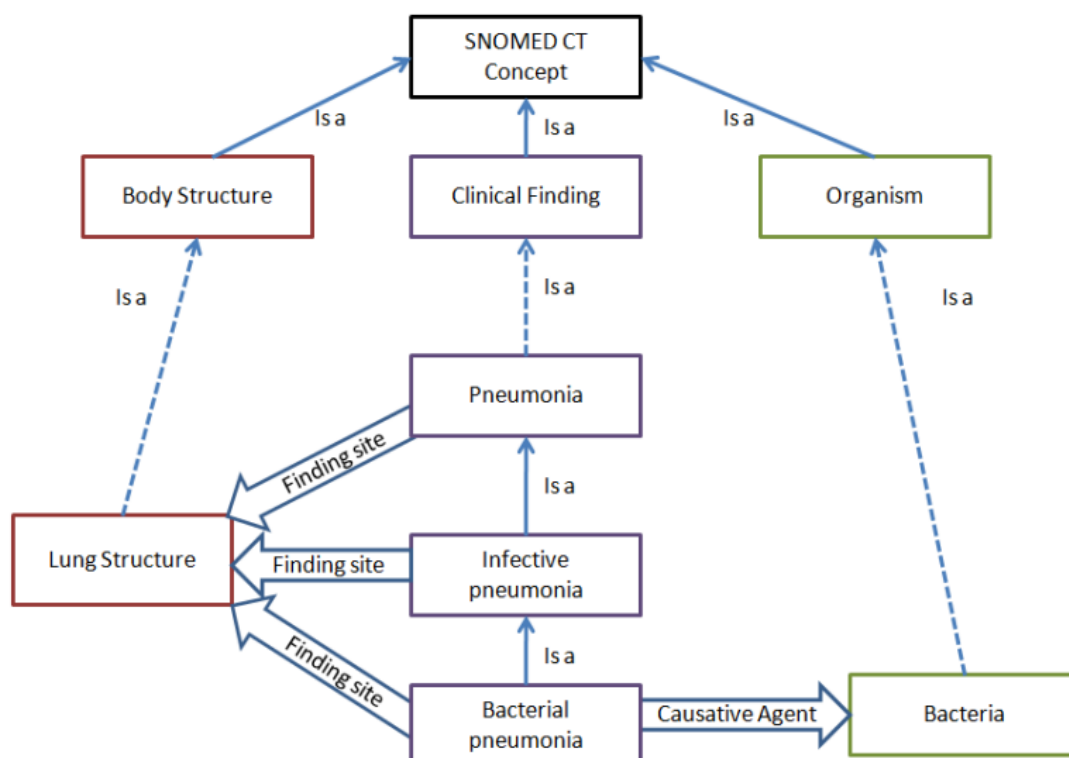 SNOMED CT
Concept
Is a
Is a
Is a
Body Structure
Clinical Finding
Organism
Is a
Is a
Is a
Pneumonia
Finding site
Is a
Lung Structure
Finding site
Infective
pneumonia
Finding site
Is a
Bacterial
pneumonia
Causative Agent
Bacteria